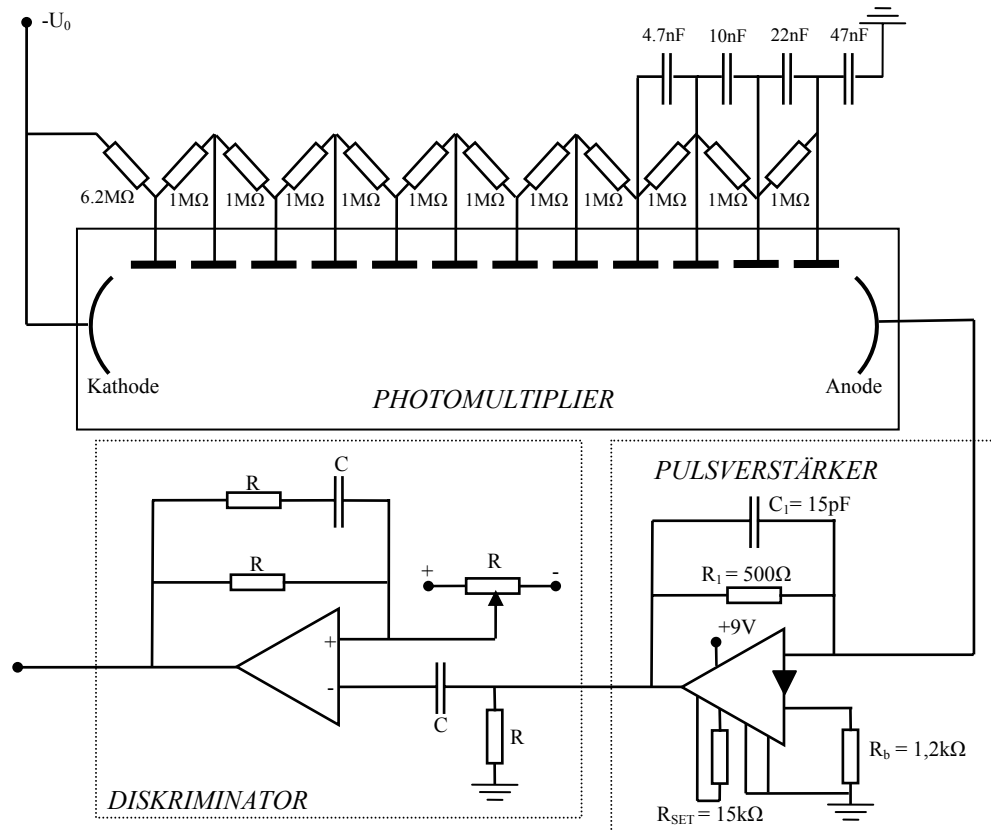 -U₀
4.7nF 10nF 22nF 47nF
6.2MΩ 1MΩ 1MΩ 1MΩ 1MΩ 1MΩ 1MΩ 1MΩ 1MΩ 1MΩ 1MΩ 1MΩ
Kathode
Anode
PHOTOMULTIPLIER
C
R
R
R
+ -
+
-
C
R
DISKRIMINATOR
PULSVERSTÄRKER
C₁= 15pF
R₁ = 500Ω
+9V
R_b = 1,2kΩ
R_SET = 15kΩ